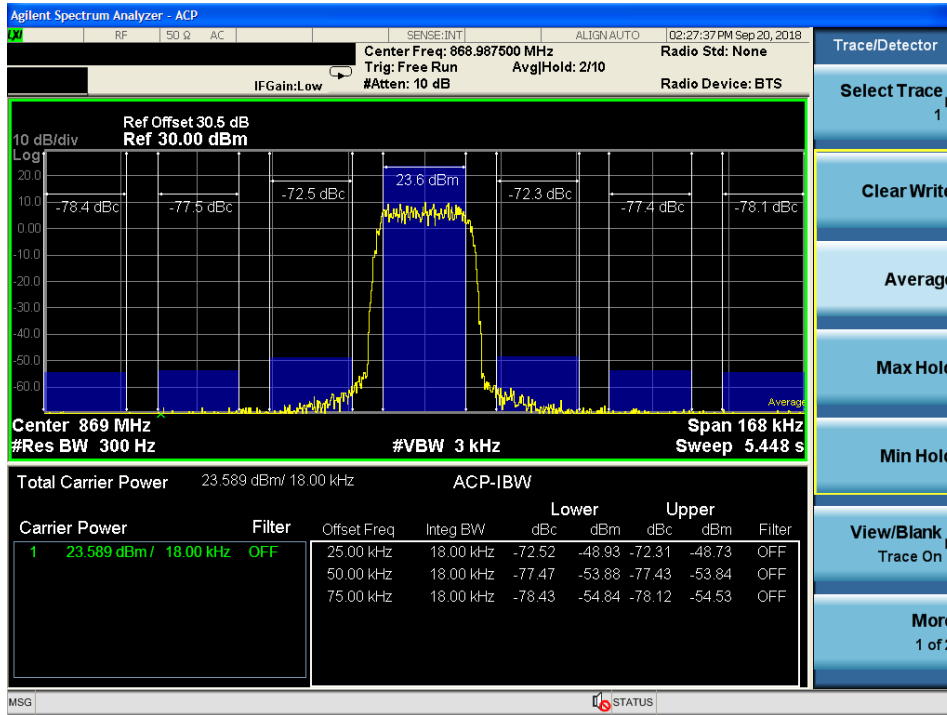 Agilent Spectrum Analyzer - ACP
LXI RF 50 Ω AC SENSE:INT ALIGN AUTO 02:27:37 PM Sep 20, 2018
Center Freq: 868.987500 MHz Radio Std: None
Trig: Free Run Avg|Hold: 2/10
IFGain:Low #Atten: 10 dB Radio Device: BTS
Ref Offset 30.5 dB
10 dB/div Ref 30.00 dBm
Log
20.0
10.0
0.00
-10.0
-20.0
-30.0
-40.0
-50.0
-60.0
-78.4 dBc -77.5 dBc -72.5 dBc 23.6 dBm -72.3 dBc -77.4 dBc -78.1 dBc
Average
Center 869 MHz Span 168 kHz
#Res BW 300 Hz #VBW 3 kHz Sweep 5.448 s
Total Carrier Power 23.589 dBm/ 18.00 kHz ACP-IBW
Lower Upper
Carrier Power Filter Offset Freq Integ BW dBc dBm dBc dBm Filter
1 23.589 dBm / 18.00 kHz OFF 25.00 kHz 18.00 kHz -72.52 -48.93 -72.31 -48.73 OFF
50.00 kHz 18.00 kHz -77.47 -53.88 -77.43 -53.84 OFF
75.00 kHz 18.00 kHz -78.43 -54.84 -78.12 -54.53 OFF
MSG STATUS
Trace/Detector
Select Trace
1
Clear Write
Average
Max Hold
Min Hold
View/Blank
Trace On
More
1 of 2